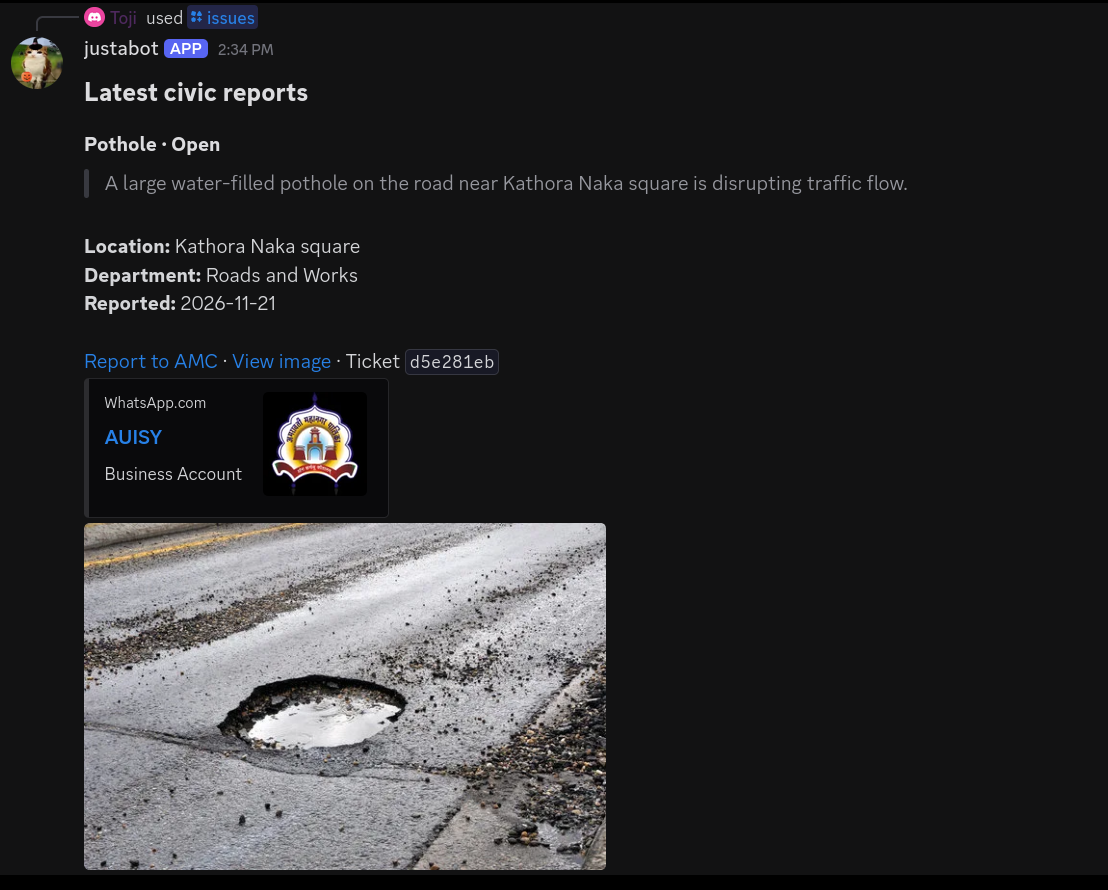 Toji used issues
justabot APP 2:34 PM
Latest civic reports
Pothole • Open
A large water-filled pothole on the road near Kathora Naka square is disrupting traffic flow.
Location: Kathora Naka square
Department: Roads and Works
Reported: 2026-11-21
Report to AMC · View image · Ticket d5e281eb
WhatsApp.com
AUISY
Business Account